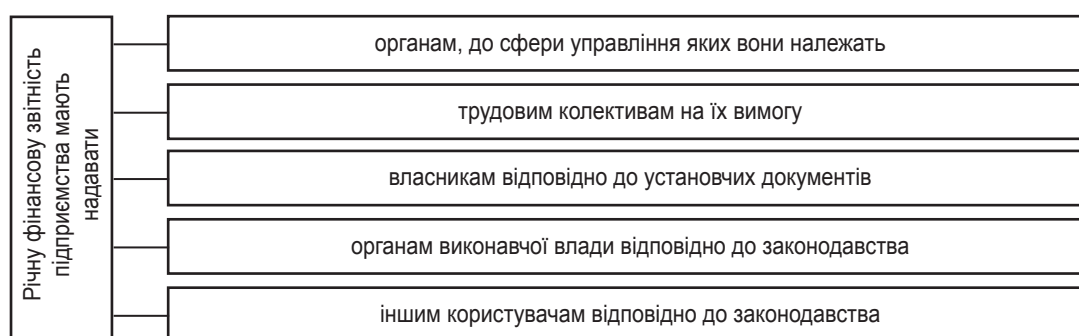 Річну фінансову звітність
підприємства мають
надавати
органам, до сфери управління яких вони належать
трудовим колективам на їх вимогу
власникам відповідно до установчих документів
органам виконавчої влади відповідно до законодавства
іншим користувачам відповідно до законодавства